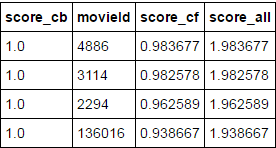 score_cb movieId score_cf score_all
1.0 4886 0.983677 1.983677
1.0 3114 0.982578 1.982578
1.0 2294 0.962589 1.962589
1.0 136016 0.938667 1.938667